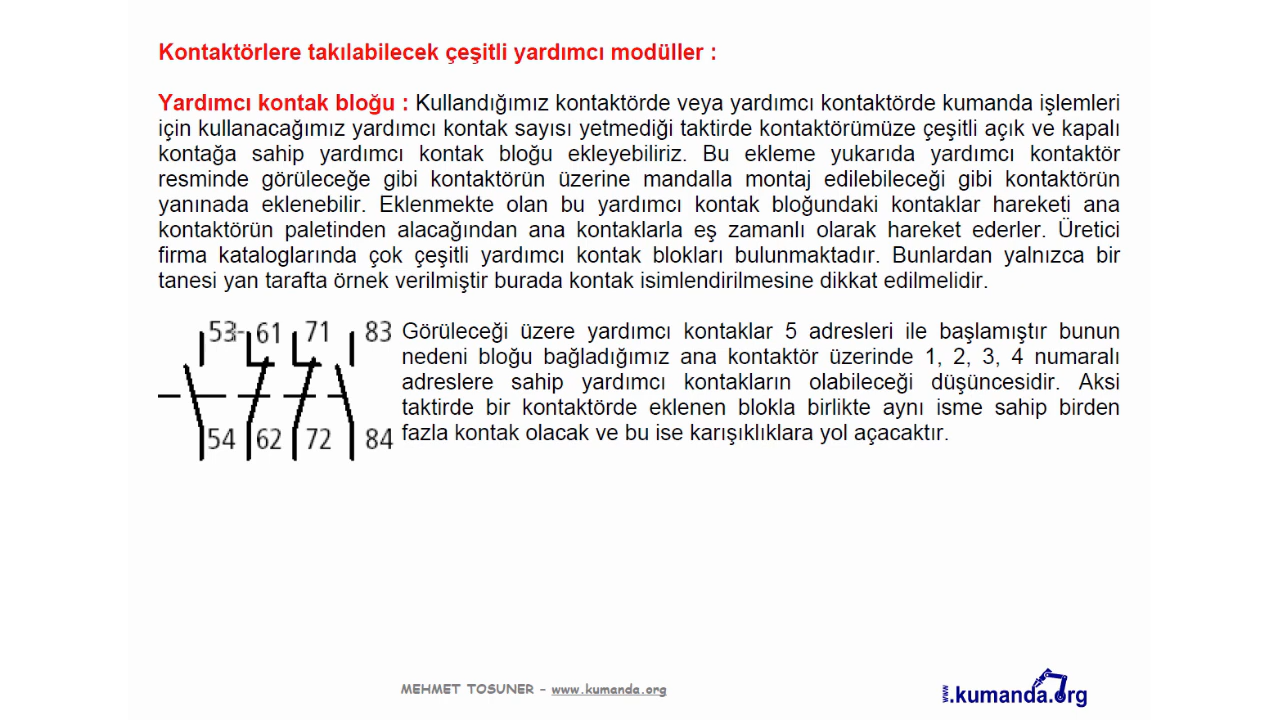 Kontaktörlere takılabilecek çeşitli yardımcı modüller :
Yardımcı kontak bloğu : Kullandığımız kontaktörde veya yardımcı kontaktörde kumanda işlemleri
için kullanacağımız yardımcı kontak sayısı yetmediği taktirde kontaktörümüze çeşitli açık ve kapalı
kontağa sahip yardımcı kontak bloğu ekleyebiliriz. Bu ekleme yukarıda yardımcı kontaktör
resminde görüleceğe gibi kontaktörün üzerine mandalla montaj edilebileceği gibi kontaktörün
yanınada eklenebilir. Eklenmekte olan bu yardımcı kontak bloğundaki kontaklar hareketi ana
kontaktörün paletinden alacağından ana kontaklarla eş zamanlı olarak hareket ederler. Üretici
firma kataloglarında çok çeşitli yardımcı kontak blokları bulunmaktadır. Bunlardan yalnızca bir
tanesi yan tarafta örnek verilmiştir burada kontak isimlendirilmesine dikkat edilmelidir.
53 61 71 83
54 62 72 84
Görüleceği üzere yardımcı kontaklar 5 adresleri ile başlamıştır bunun
nedeni bloğu bağladığımız ana kontaktör üzerinde 1, 2, 3, 4 numaralı
adreslere sahip yardımcı kontakların olabileceği düşüncesidir. Aksi
taktirde bir kontaktörde eklenen blokla birlikte aynı isme sahip birden
fazla kontak olacak ve bu ise karışıklıklara yol açacaktır.
MEHMET TOSUNER - www.kumanda.org
www.kumanda.org